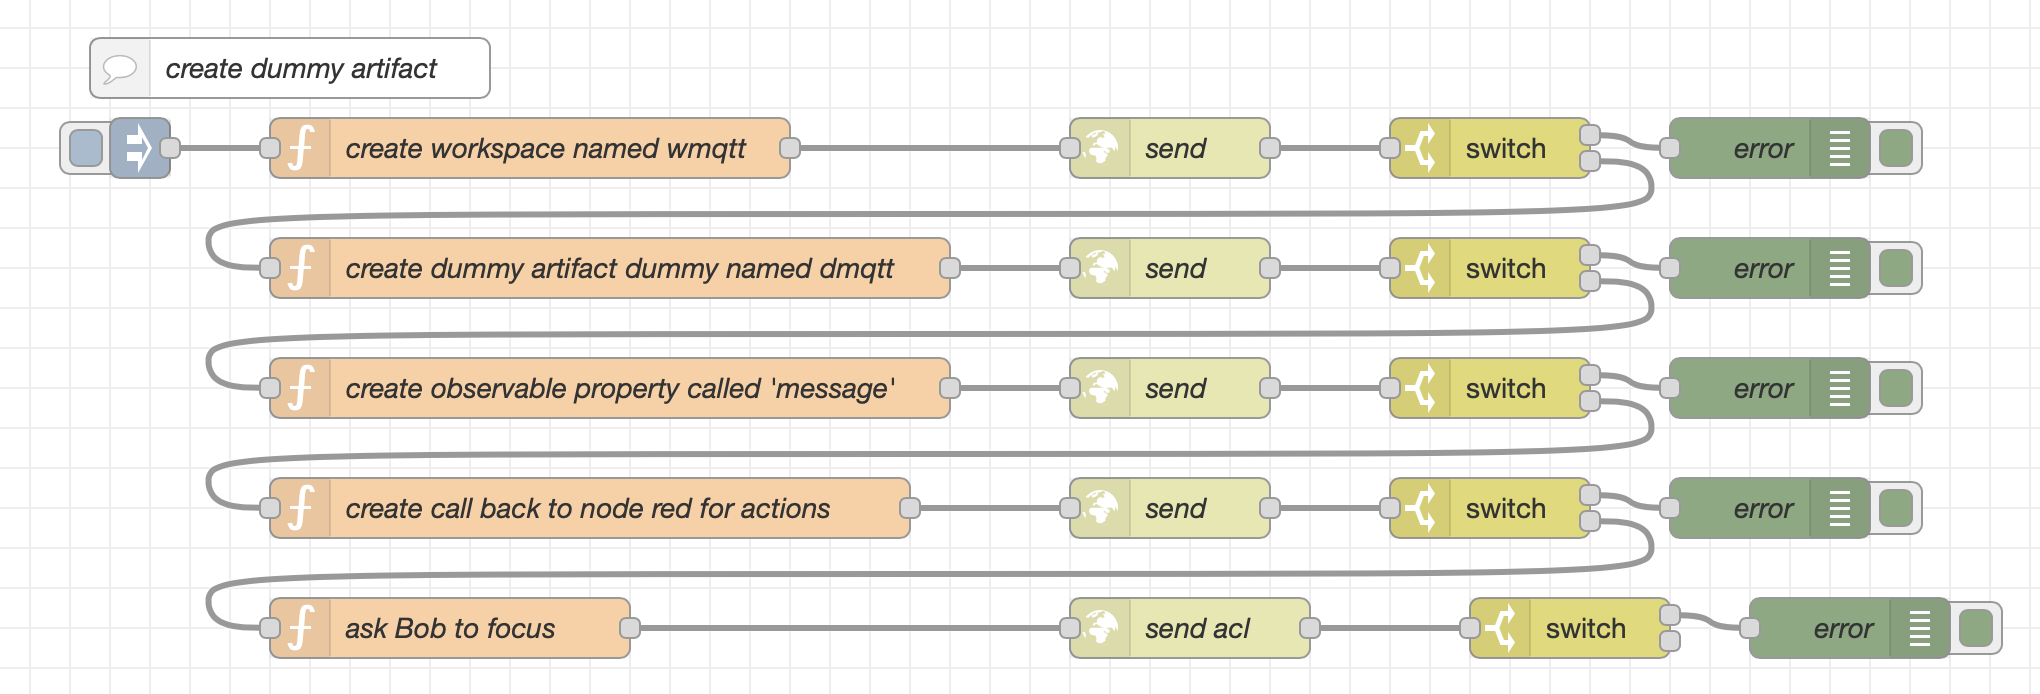 create dummy artifact
create workspace named wmqtt send switch error
create dummy artifact dummy named dmqtt send switch error
create observable property called 'message' send switch error
create call back to node red for actions send switch error
ask Bob to focus send acl switch error